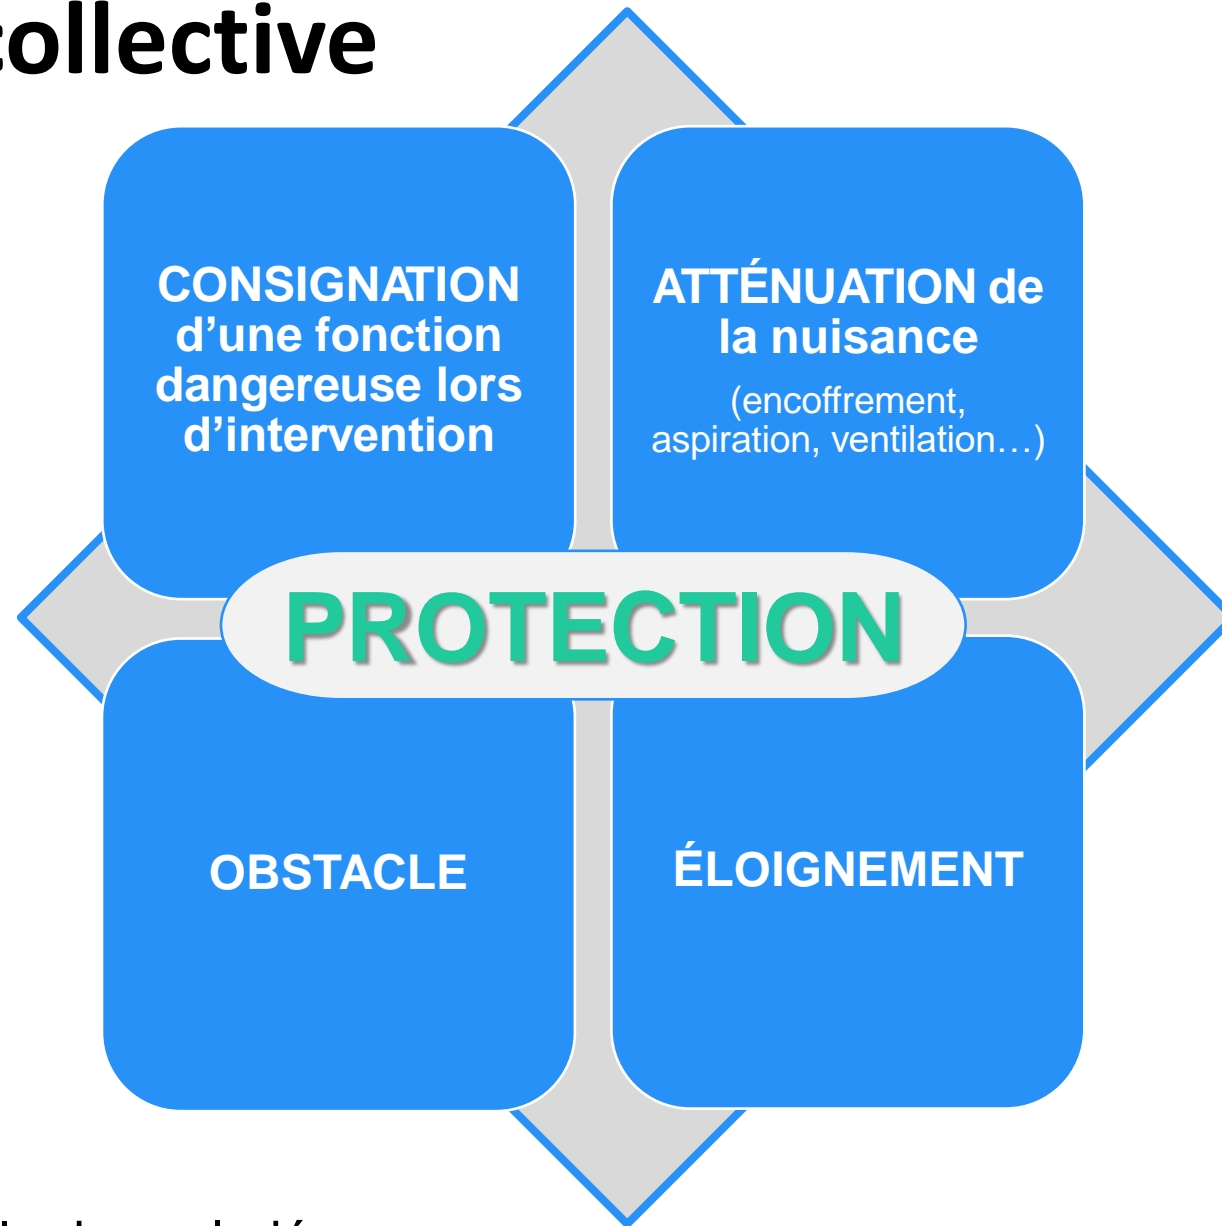 collective
CONSIGNATION
d’une fonction
dangereuse lors
d’intervention
ATTÉNUATION de
la nuisance
(encoffrement,
aspiration, ventilation…)
PROTECTION
OBSTACLE
ÉLOIGNEMENT